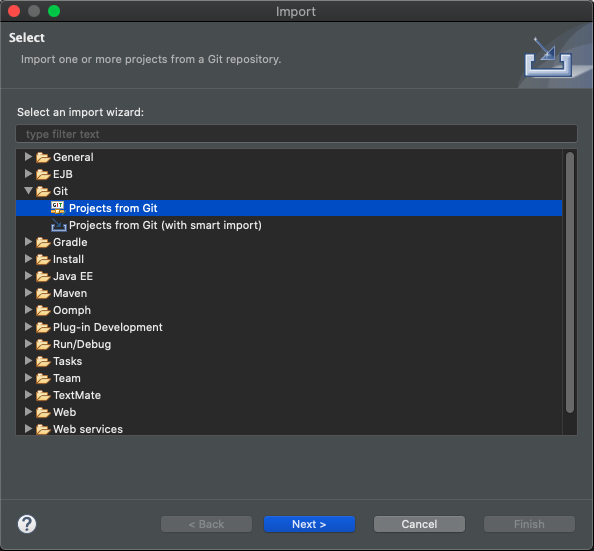 Import
Select
Import one or more projects from a Git repository.
Select an import wizard:
type filter text
General
EJB
Git
GIT
Projects from Git
Projects from Git (with smart import)
Gradle
Install
Java EE
Maven
Oomph
Plug-in Development
Run/Debug
Tasks
Team
TextMate
Web
Web services
?
< Back
Next >
Cancel
Finish